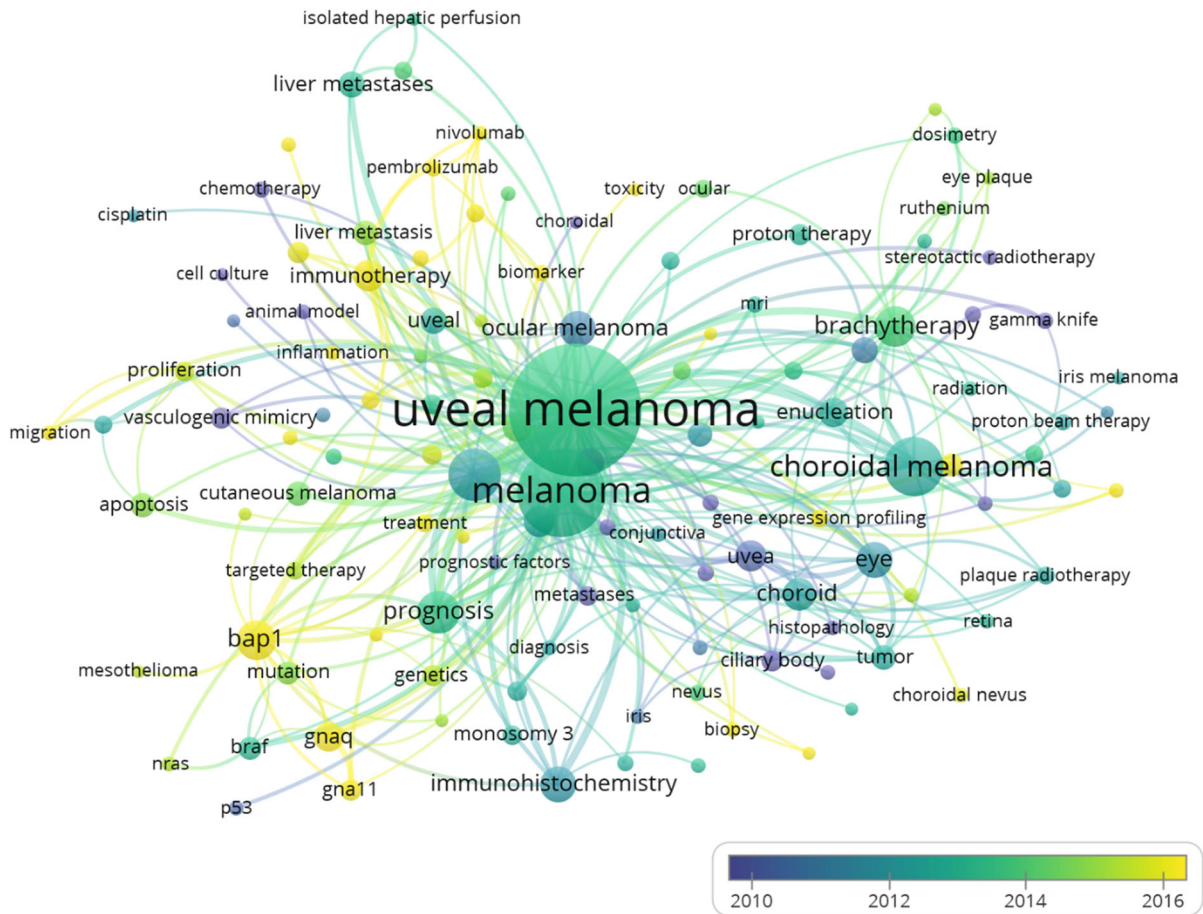 isolated hepatic perfusion
liver metastases
nivolumab
dosimetry
pembrolizumab
eye plaque
chemotherapy
toxicity
ocular
ruthenium
cisplatin
choroidal
liver metastasis
proton therapy
stereotactic radiotherapy
cell culture
immunotherapy
biomarker
mri
animal model
uveal
ocular melanoma
brachytherapy
gamma knife
inflammation
proliferation
iris melanoma
radiation
uveal melanoma
enucleation
vasculogenic mimicry
proton beam therapy
migration
choroidal melanoma
cutaneous melanoma
melanoma
apoptosis
treatment
gene expression profiling
conjunctiva
prognostic factors
uvea
eye
targeted therapy
plaque radiotherapy
metastases
choroid
prognosis
retina
histopathology
bap1
diagnosis
ciliary body
tumor
mesothelioma
mutation
genetics
nevus
choroidal nevus
iris
biopsy
monosomy 3
gnaq
braf
nras
immunohistochemistry
gna11
p53
2010
2012
2014
2016